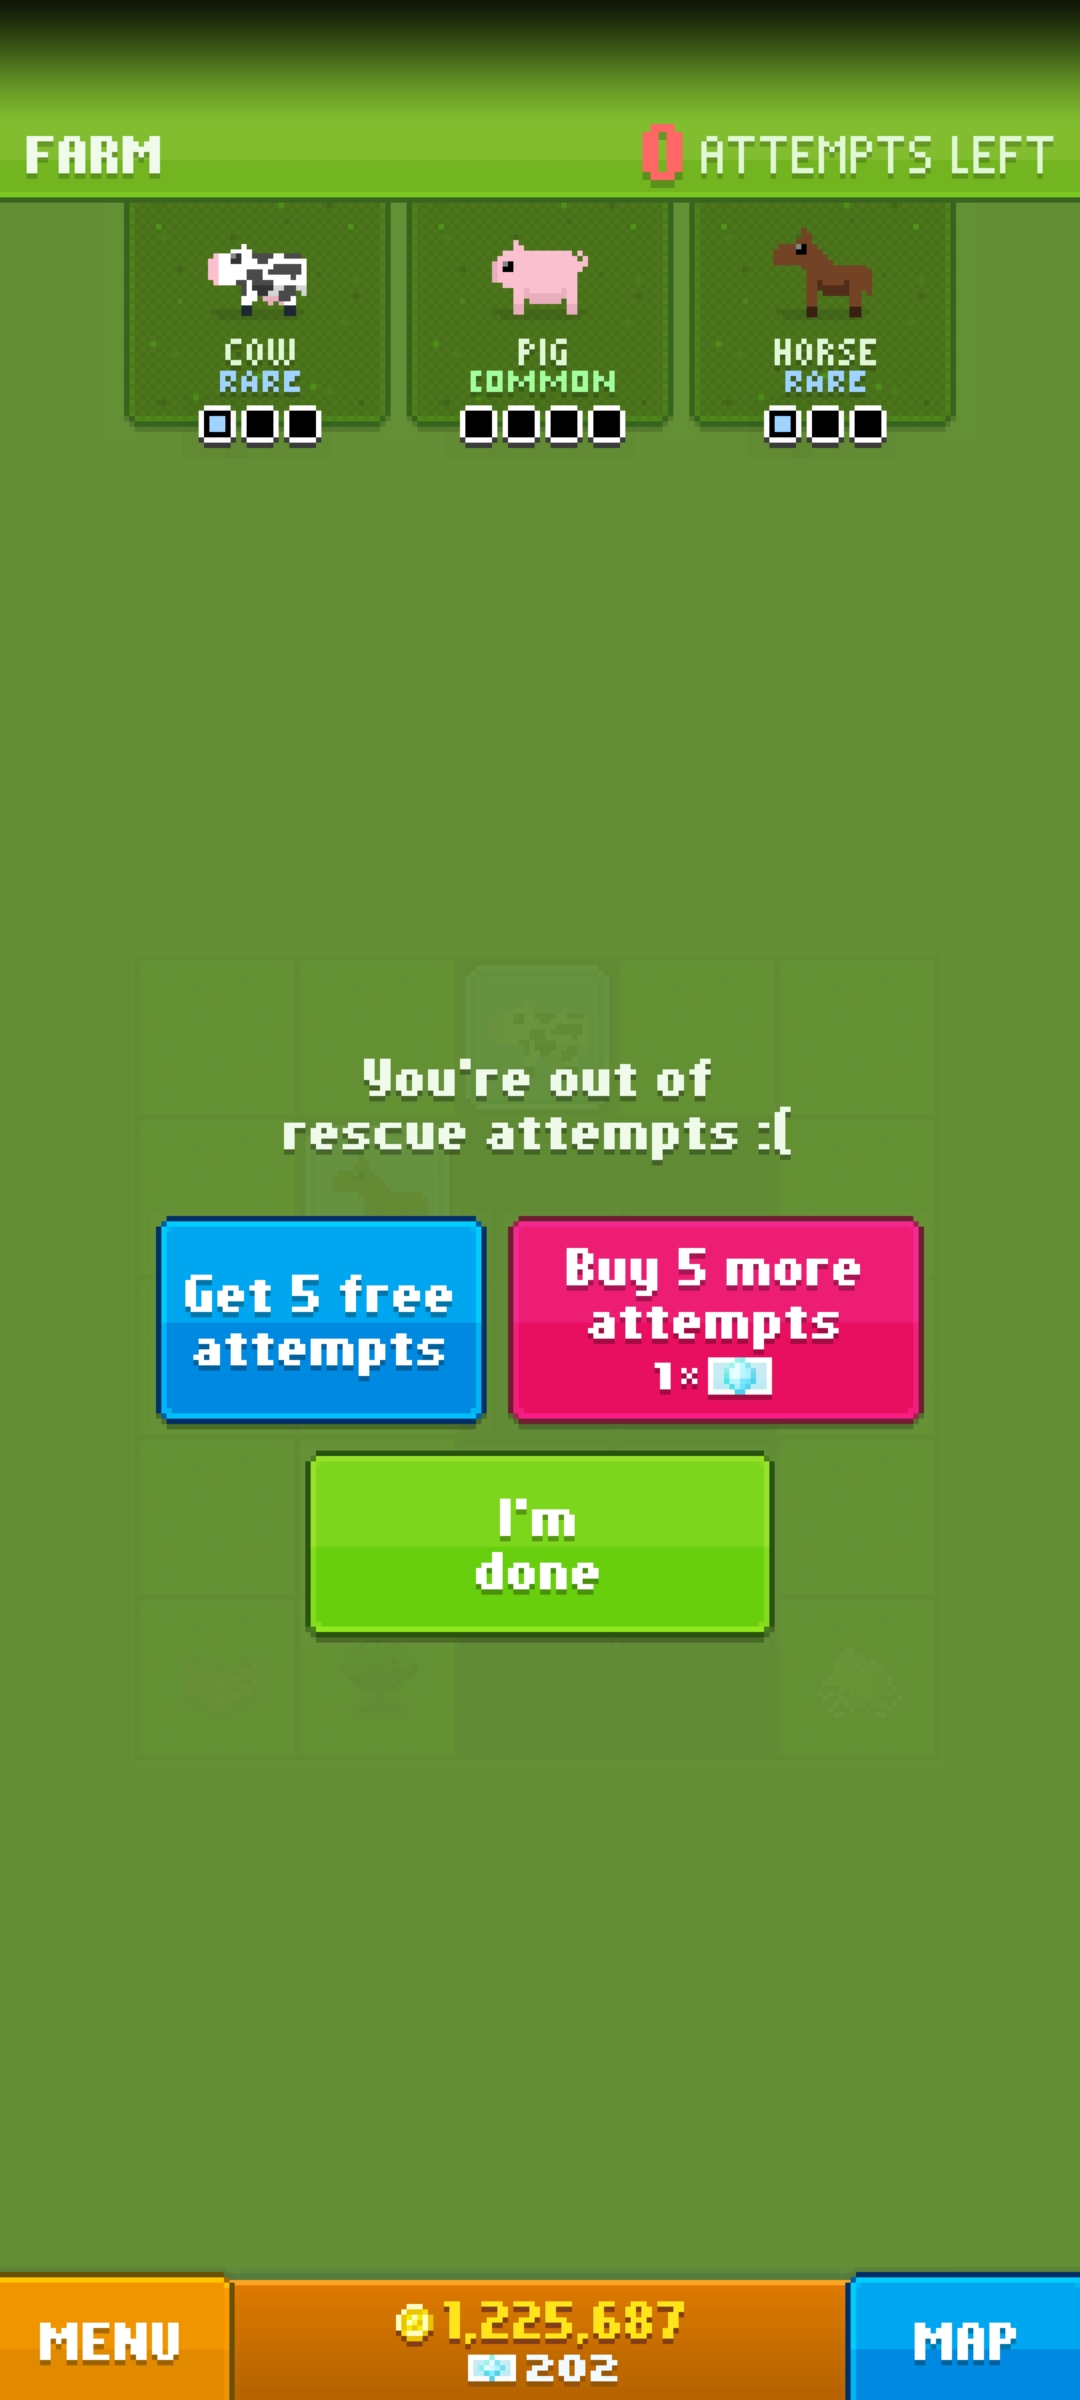 FARM
0 ATTEMPTS LEFT
COW
RARE
PIG
COMMON
HORSE
RARE
You're out of
rescue attempts :(
Get 5 free
attempts
Buy 5 more
attempts
1×
I'm
done
MENU
1,225,687
202
MAP